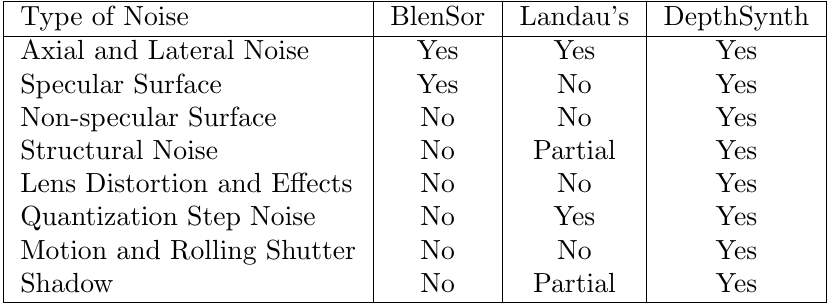 Type of Noise BlenSor Landau's DepthSynth
Axial and Lateral Noise Yes Yes Yes
Specular Surface Yes No Yes
Non-specular Surface No No Yes
Structural Noise No Partial Yes
Lens Distortion and Effects No No Yes
Quantization Step Noise No Yes Yes
Motion and Rolling Shutter No No Yes
Shadow No Partial Yes